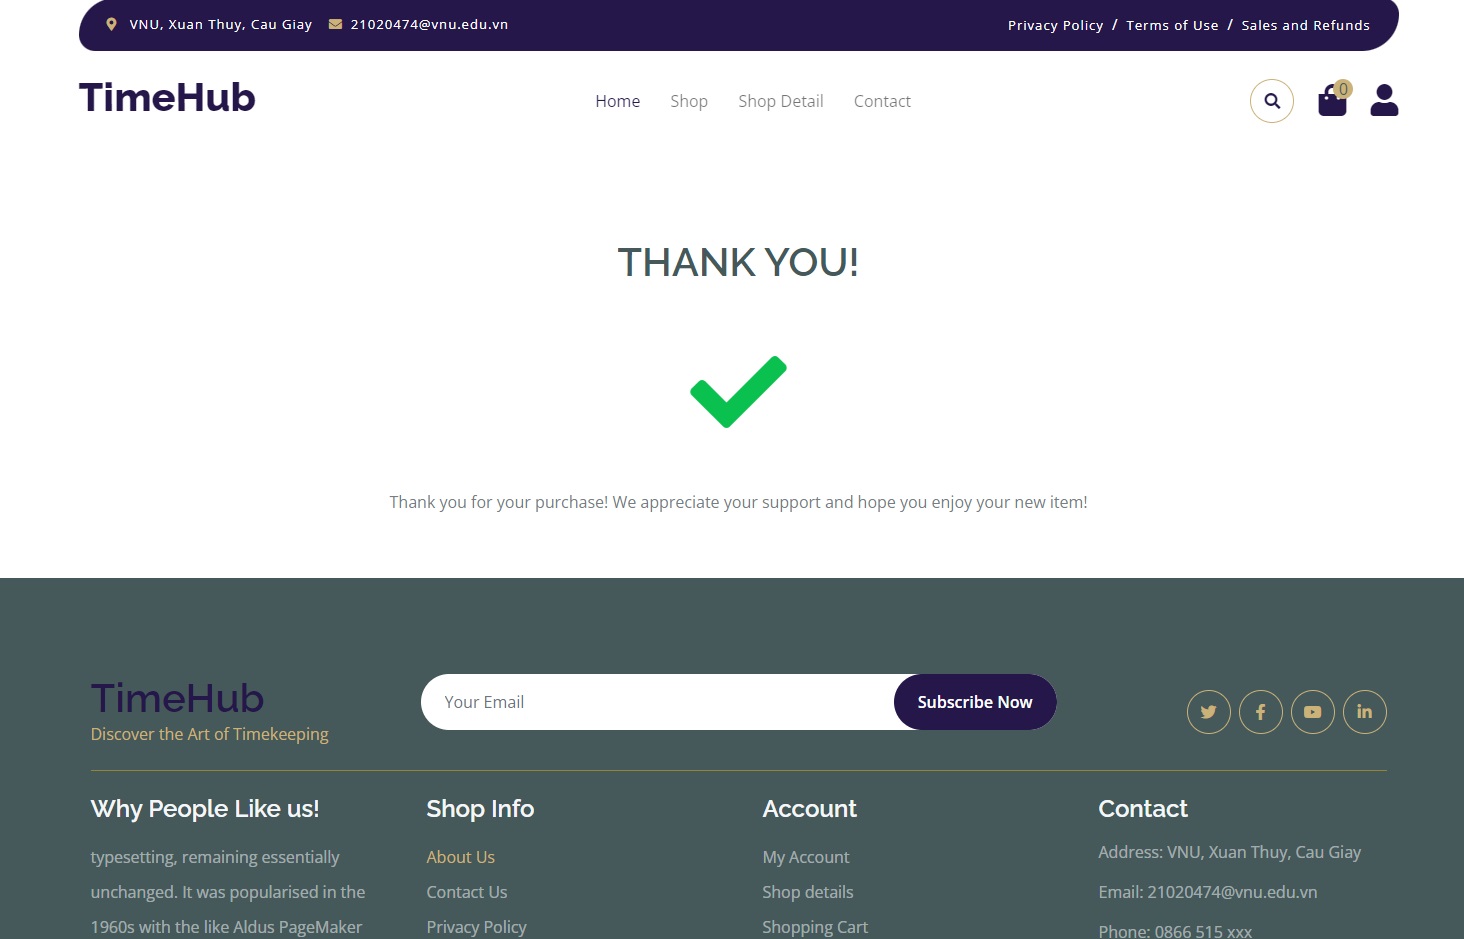 VNU, Xuan Thuy, Cau Giay 21020474@vnu.edu.vn Privacy Policy / Terms of Use / Sales and Refunds
TimeHub Home Shop Shop Detail Contact 0
THANK YOU!
Thank you for your purchase! We appreciate your support and hope you enjoy your new item!
TimeHub
Discover the Art of Timekeeping
Your Email Subscribe Now
Why People Like us!
typesetting, remaining essentially
unchanged. It was popularised in the
1960s with the like Aldus PageMaker
Shop Info
About Us
Contact Us
Privacy Policy
Account
My Account
Shop details
Shopping Cart
Contact
Address: VNU, Xuan Thuy, Cau Giay
Email: 21020474@vnu.edu.vn
Phone: 0866 515 xxx